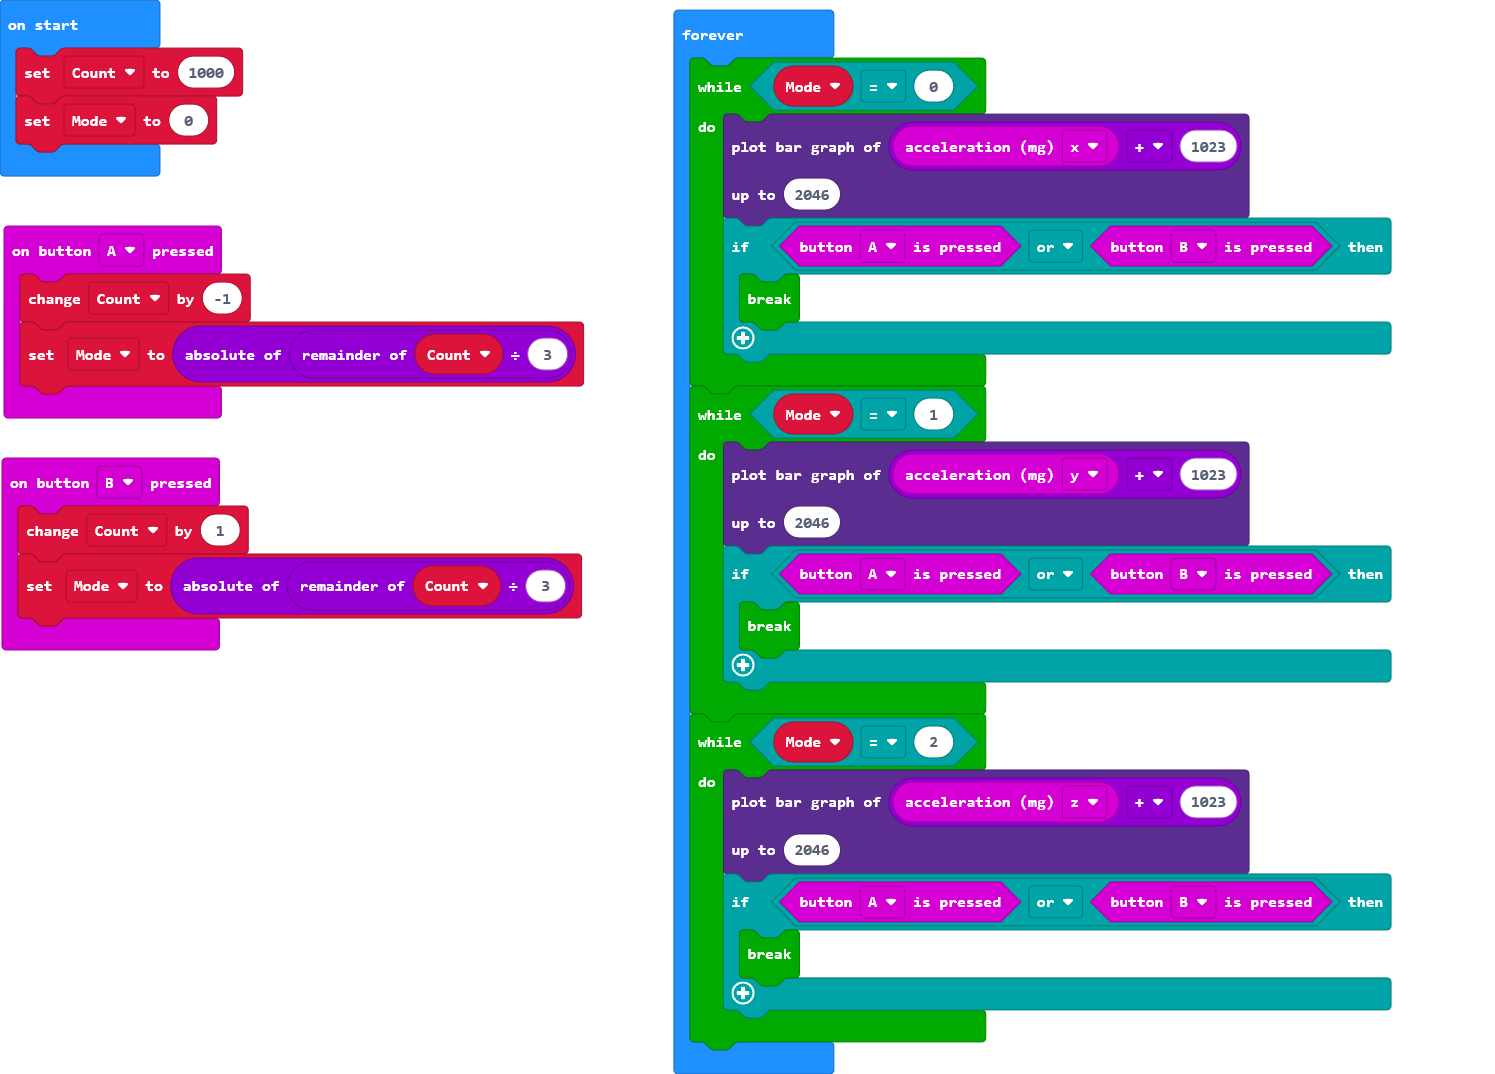 on start
set Count to 1000
set Mode to 0
on button A pressed
change Count by -1
set Mode to absolute of remainder of Count ÷ 3
on button B pressed
change Count by 1
set Mode to absolute of remainder of Count ÷ 3
forever
while Mode = 0
do
plot bar graph of acceleration (mg) x + 1023
up to 2046
if button A is pressed or button B is pressed then
break
while Mode = 1
do
plot bar graph of acceleration (mg) y + 1023
up to 2046
if button A is pressed or button B is pressed then
break
while Mode = 2
do
plot bar graph of acceleration (mg) z + 1023
up to 2046
if button A is pressed or button B is pressed then
break